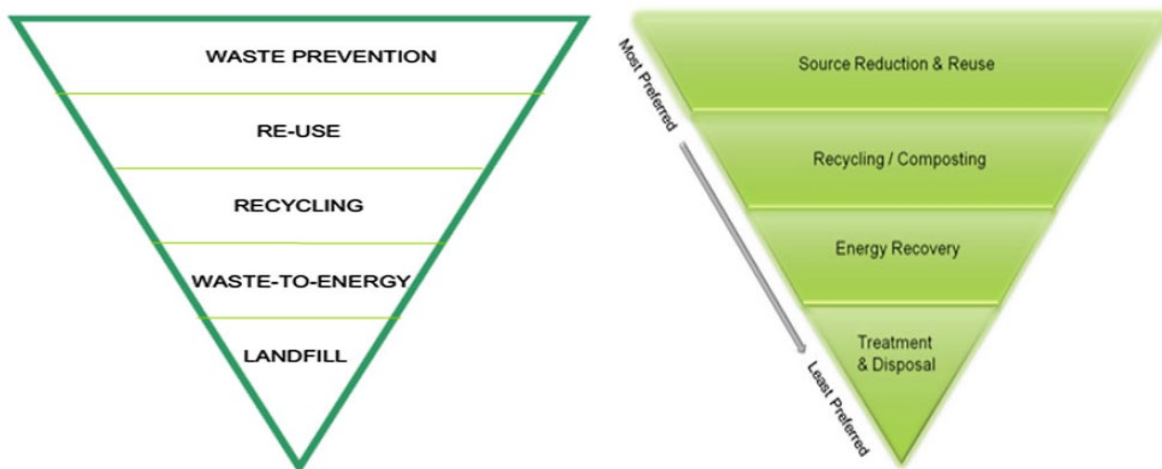 WASTE PREVENTION
RE-USE
RECYCLING
WASTE-TO-ENERGY
LANDFILL
Most Preferred
Least Preferred
Source Reduction & Reuse
Recycling / Composting
Energy Recovery
Treatment
& Disposal